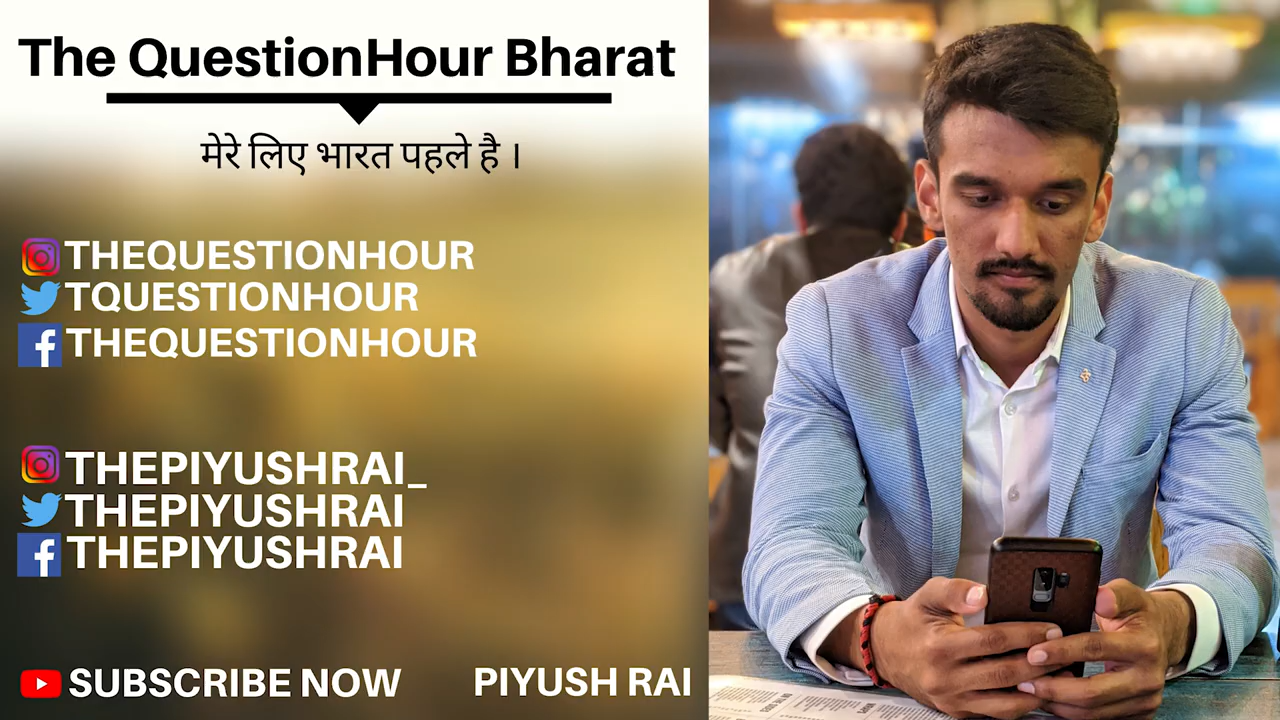 The QuestionHour Bharat
मेरे लिए भारत पहले है ।
THEQUESTIONHOUR
TQUESTIONHOUR
THEQUESTIONHOUR
THEPIYUSHRAI_
THEPIYUSHRAI
THEPIYUSHRAI
SUBSCRIBE NOW
PIYUSH RAI